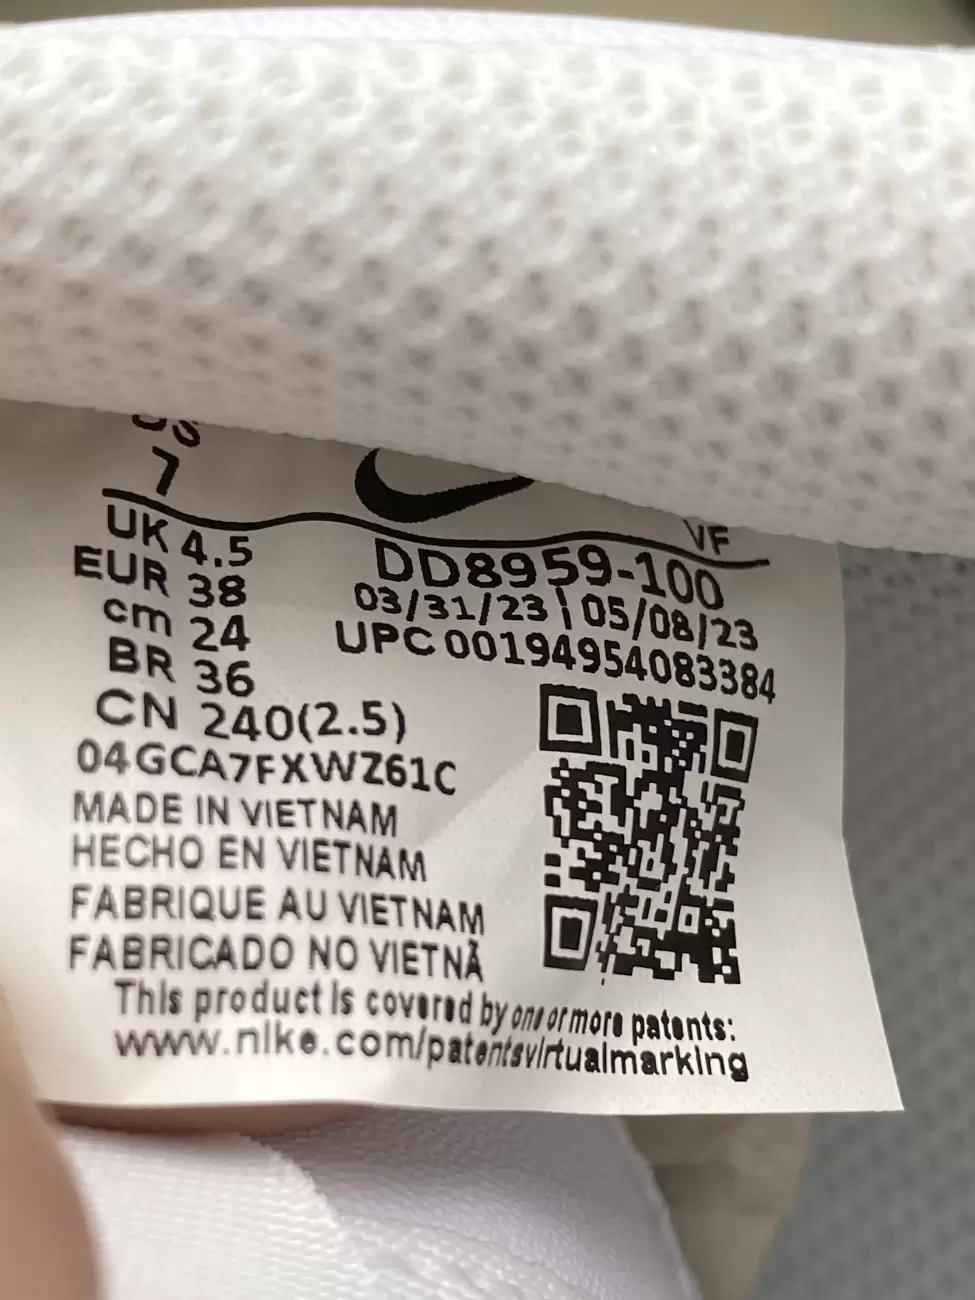 US
7
VF
UK 4.5
EUR 38
cm 24
BR 36
CN 240(2.5)
DD8959-100
03/31/23 | 05/08/23
UPC 00194954083384
04GCA7FXWZ61C
MADE IN VIETNAM
HECHO EN VIETNAM
FABRIQUE AU VIETNAM
FABRICADO NO VIETNÃ
This product is covered by one or more patents:
www.nike.com/patentsvirtualmarking